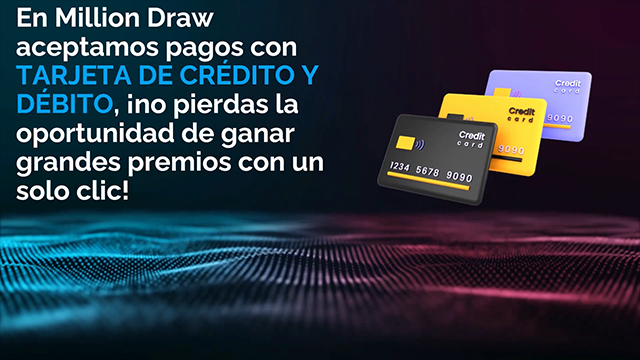 En Million Draw
aceptamos pagos con
TARJETA DE CRÉDITO Y
DÉBITO, ¡no pierdas la
oportunidad de ganar
grandes premios con un
solo clic!
Credit
card
9090
Credit
card
9090
Credit
card
1234 5678 9090